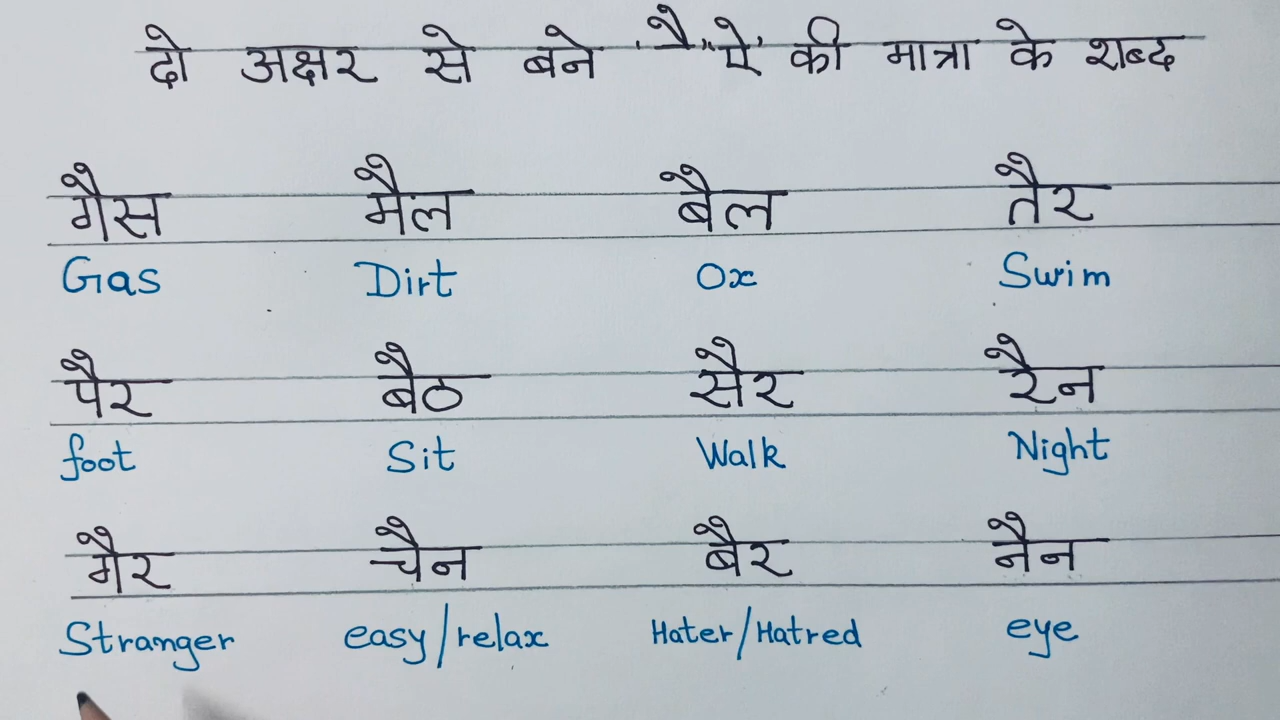 दो अक्षर से बने 'ै' 'ऐ' की मात्रा के शब्द
गैस मैल बैल तैर
Gas Dirt Ox Swim
पैर बैठ सैर रैन
foot Sit Walk Night
गैर चैन बैर नैन
Stranger easy/relax Hater/Hatred eye